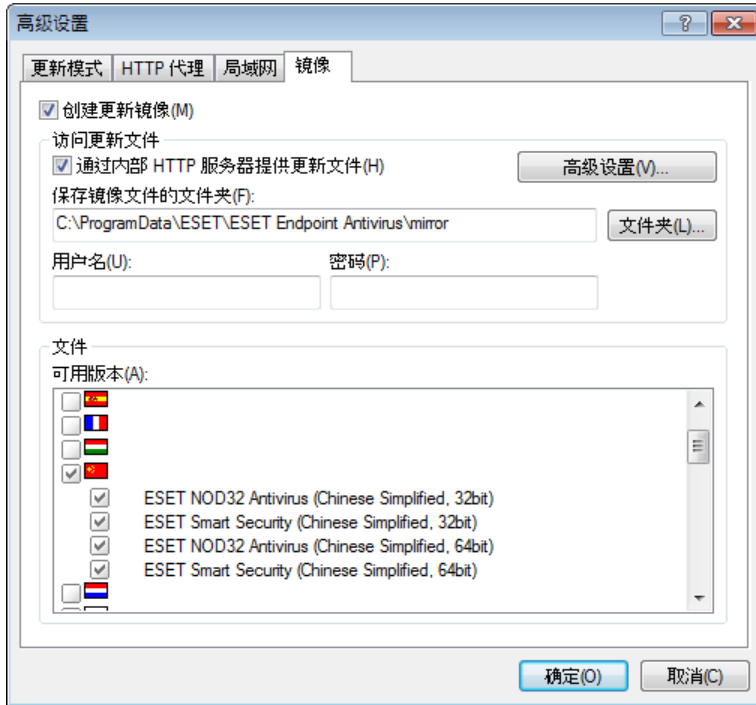 高级设置
更新模式 HTTP 代理 局域网 镜像
创建更新镜像(M)
访问更新文件
通过内部 HTTP 服务器提供更新文件(H) 高级设置(V)...
保存镜像文件的文件夹(F):
C:\ProgramData\ESET\ESET Endpoint Antivirus\mirror 文件夹(L)...
用户名(U): 密码(P):
文件
可用版本(A):
ESET NOD32 Antivirus (Chinese Simplified, 32bit)
ESET Smart Security (Chinese Simplified, 32bit)
ESET NOD32 Antivirus (Chinese Simplified, 64bit)
ESET Smart Security (Chinese Simplified, 64bit)
确定(O) 取消(C)